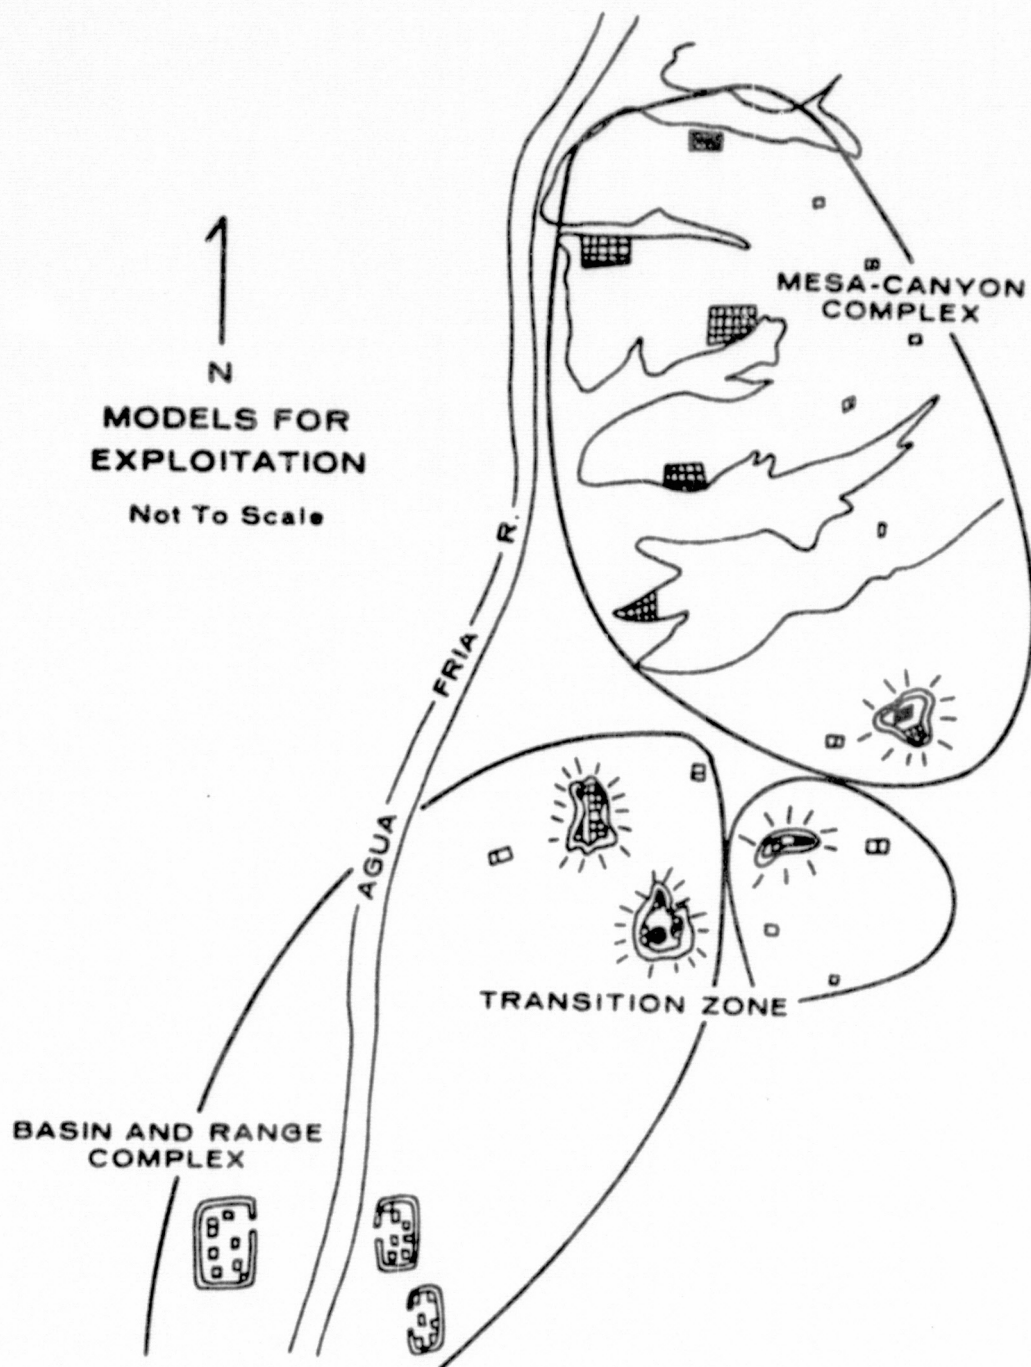 MESA-CANYON
COMPLEX
N
MODELS FOR
EXPLOITATION
Not To Scale
AGUA FRIA R.
TRANSITION ZONE
BASIN AND RANGE
COMPLEX